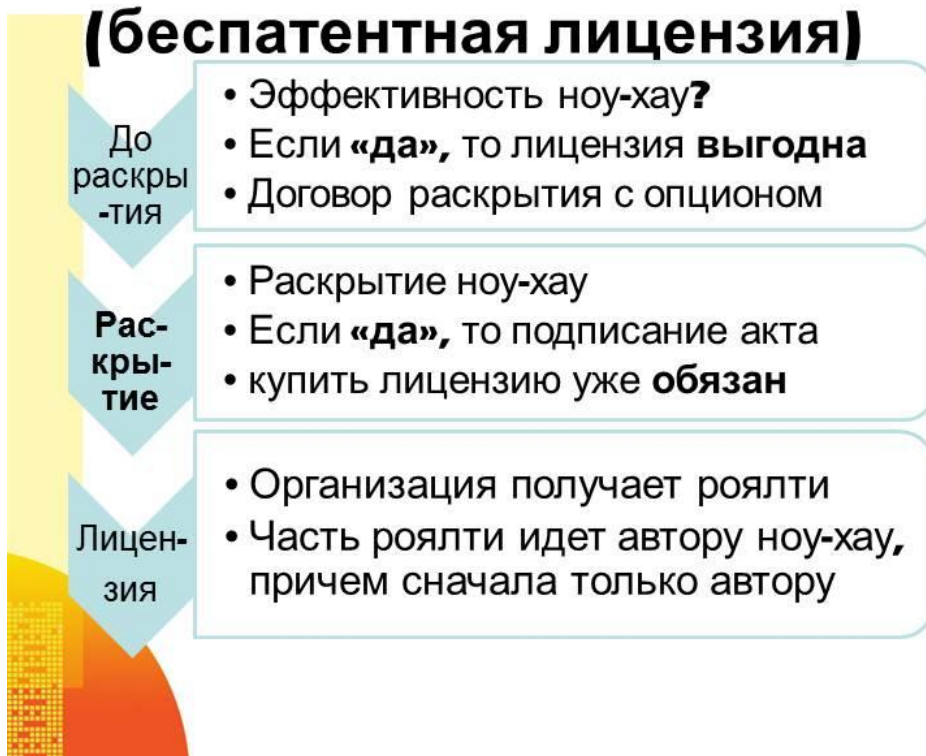 (беспатентная лицензия)
До
раскры
-тия
• Эффективность ноу-хау?
• Если «да», то лицензия выгодна
• Договор раскрытия с опционом
Рас-
кры-
тие
• Раскрытие ноу-хау
• Если «да», то подписание акта
• купить лицензию уже обязан
Лицен-
зия
• Организация получает роялти
• Часть роялти идет автору ноу-хау,
причем сначала только автору